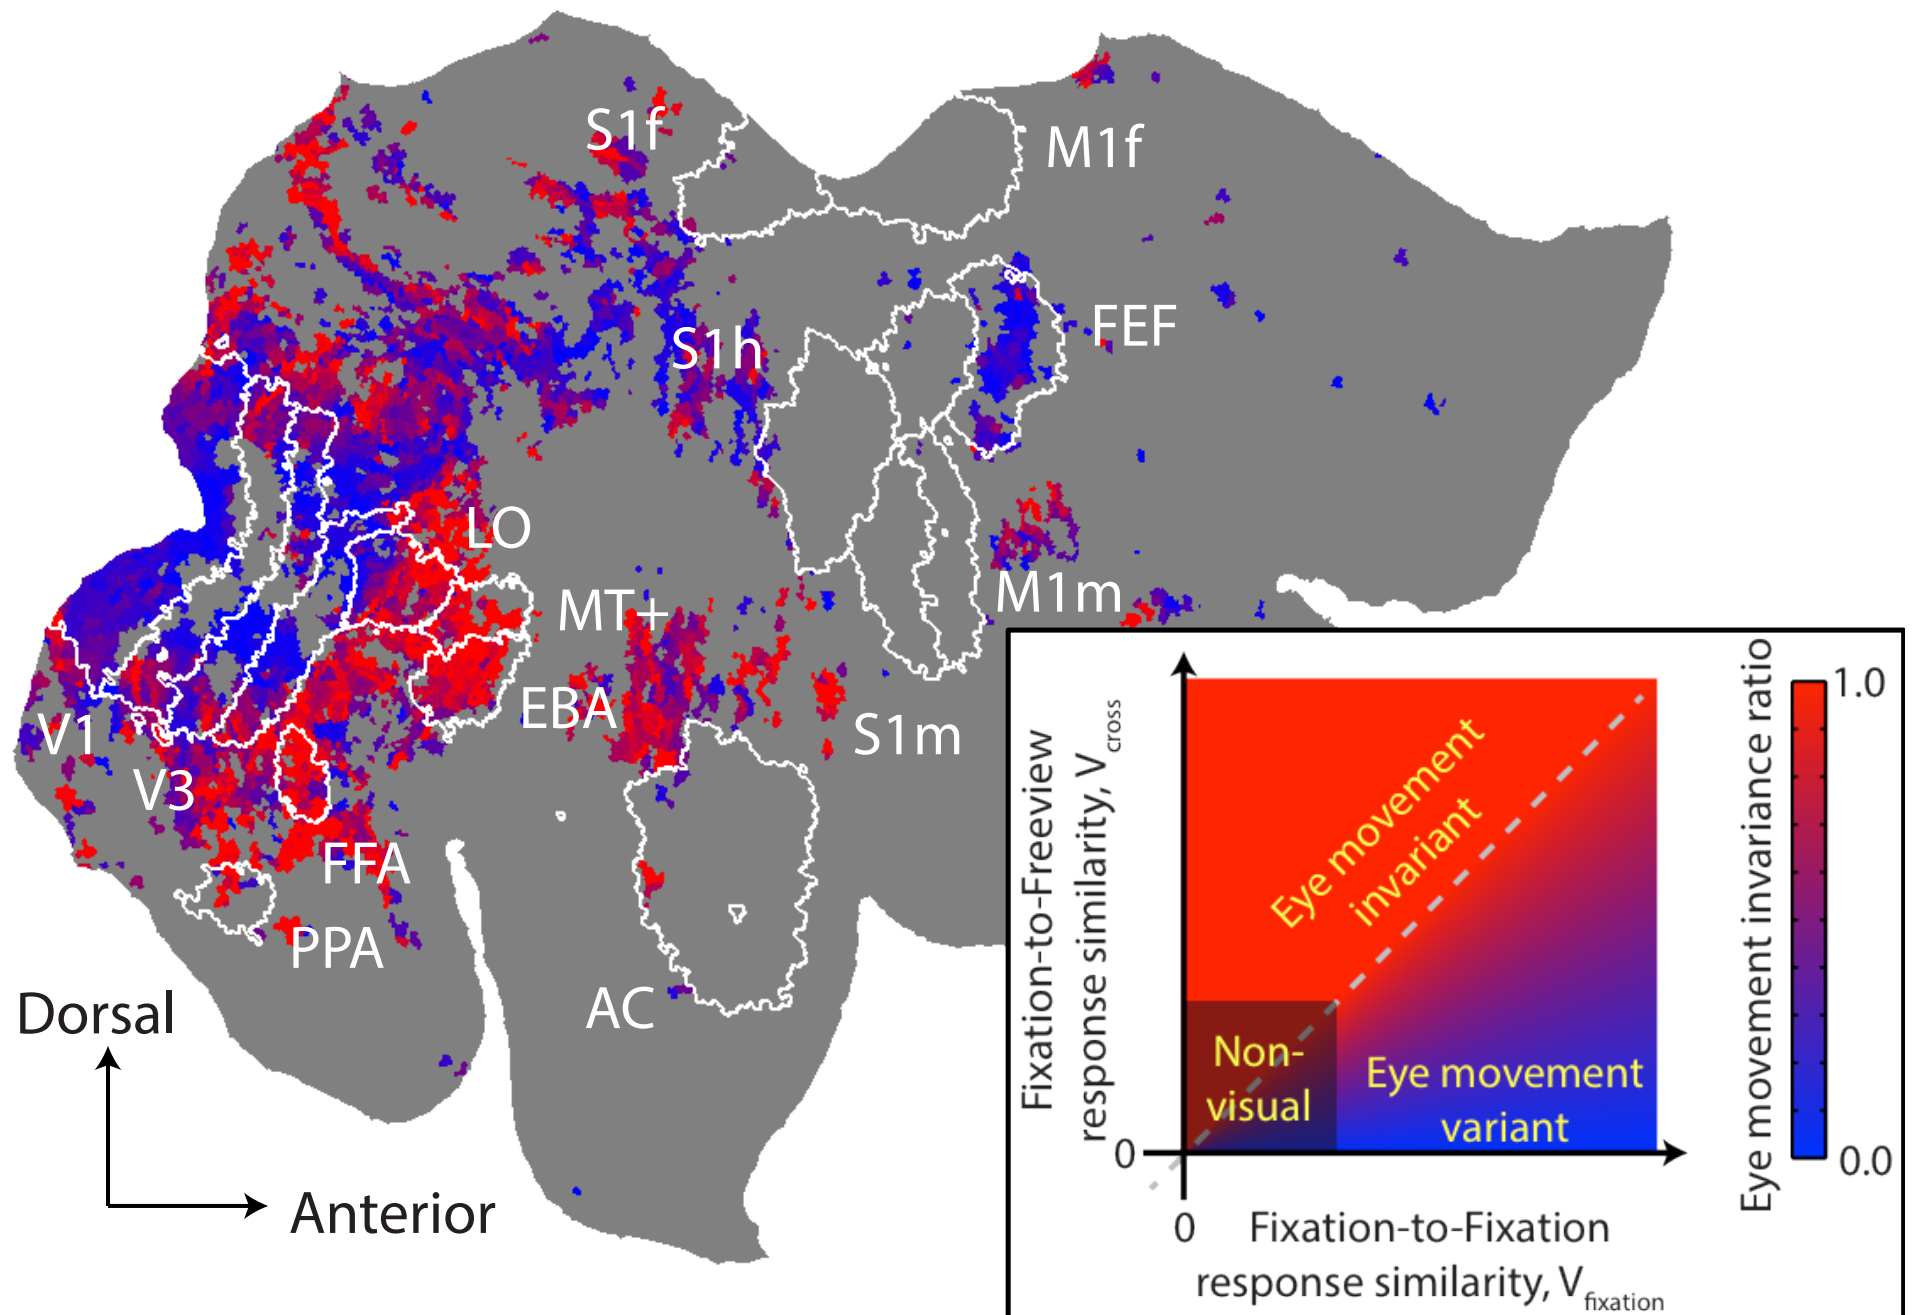 S1f
M1f
FEF
S1h
LO
MT+
M1m
EBA
S1m
V1
V3
FFA
PPA
AC
Dorsal
Anterior
Fixation-to-Freeview
response similarity, Vcross
Eye movement
invariant
Non-
visual
Eye movement
variant
0
0
Fixation-to-Fixation
response similarity, Vfixation
Eye movement invariance ratio
1.0
0.0